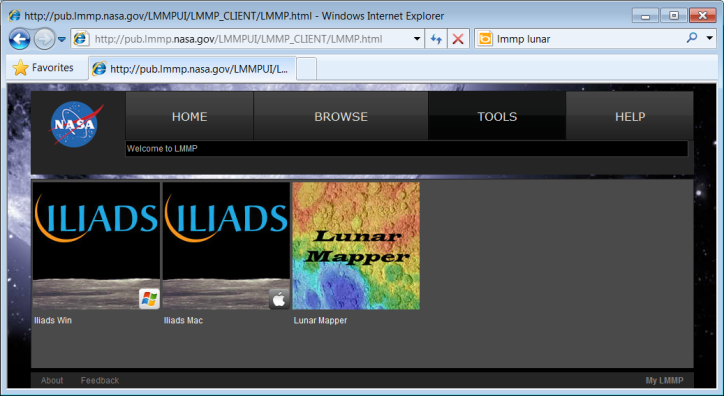 http://pub.lmmp.nasa.gov/LMMPUI/LMMP_CLIENT/LMMP.html - Windows Internet Explorer
http://pub.lmmp.nasa.gov/LMMPUI/LMMP_CLIENT/LMMP.html
lmmp lunar
Favorites
http://pub.lmmp.nasa.gov/LMMPUI/L...
NASA
HOME BROWSE TOOLS HELP
Welcome to LMMP
ILIADS ILIADS Lunar
Mapper
Iliads Win Iliads Mac Lunar Mapper
About Feedback My LMMP